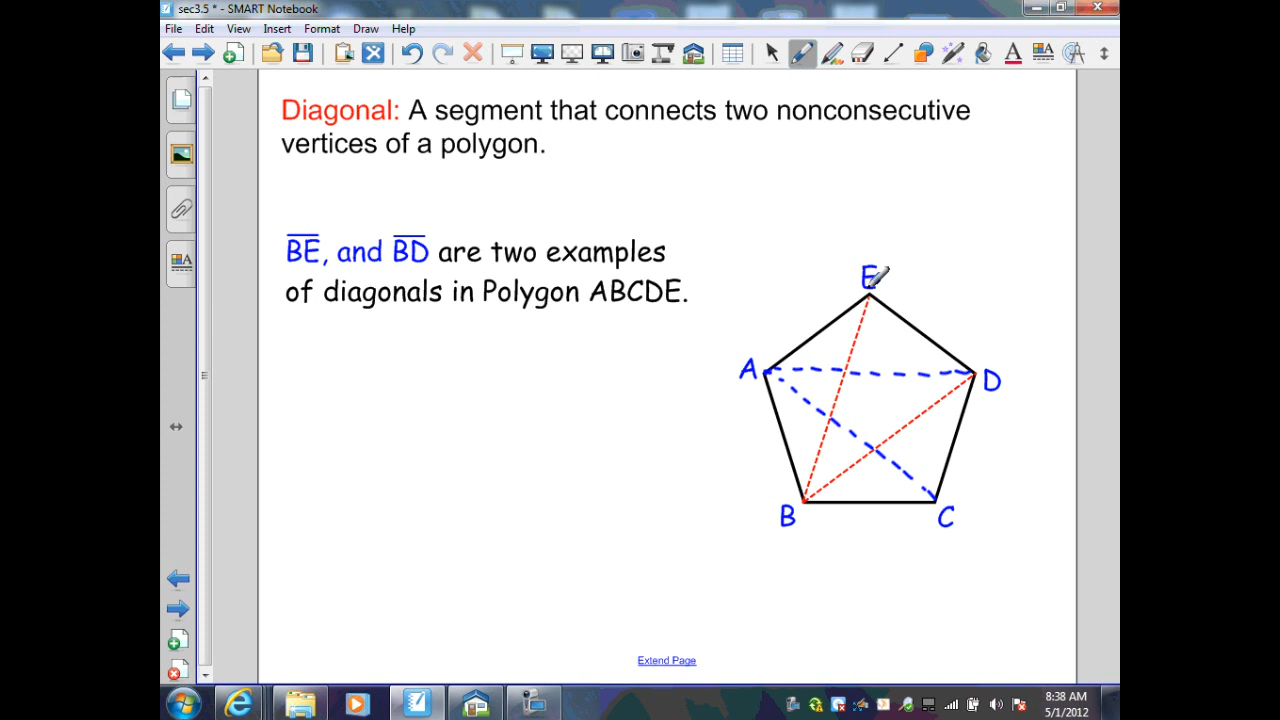 sec3.5 * - SMART Notebook
File Edit View Insert Format Draw Help
Diagonal: A segment that connects two nonconsecutive
vertices of a polygon.
BE, and BD are two examples
of diagonals in Polygon ABCDE.
E
A
D
B
C
Extend Page
8:38 AM
5/1/2012